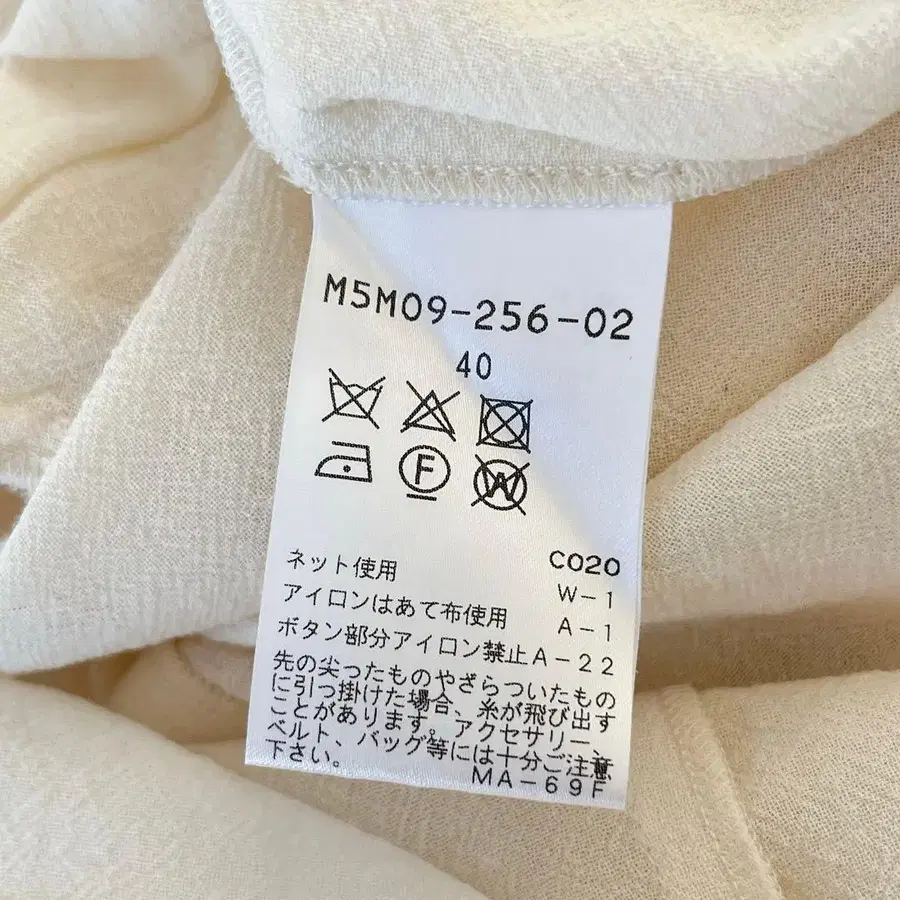 M5M09-256-02
40
F W
ネット使用 C020
アイロンはあて布使用 W-1
A-1
ボタン部分アイロン禁止 A-22
先の尖ったものやざらついたもの
に引っ掛けた場合、糸が飛び出す
ことがあります。アクセサリー、
ベルト、バッグ等には十分ご注意
下さい。 MA-69F